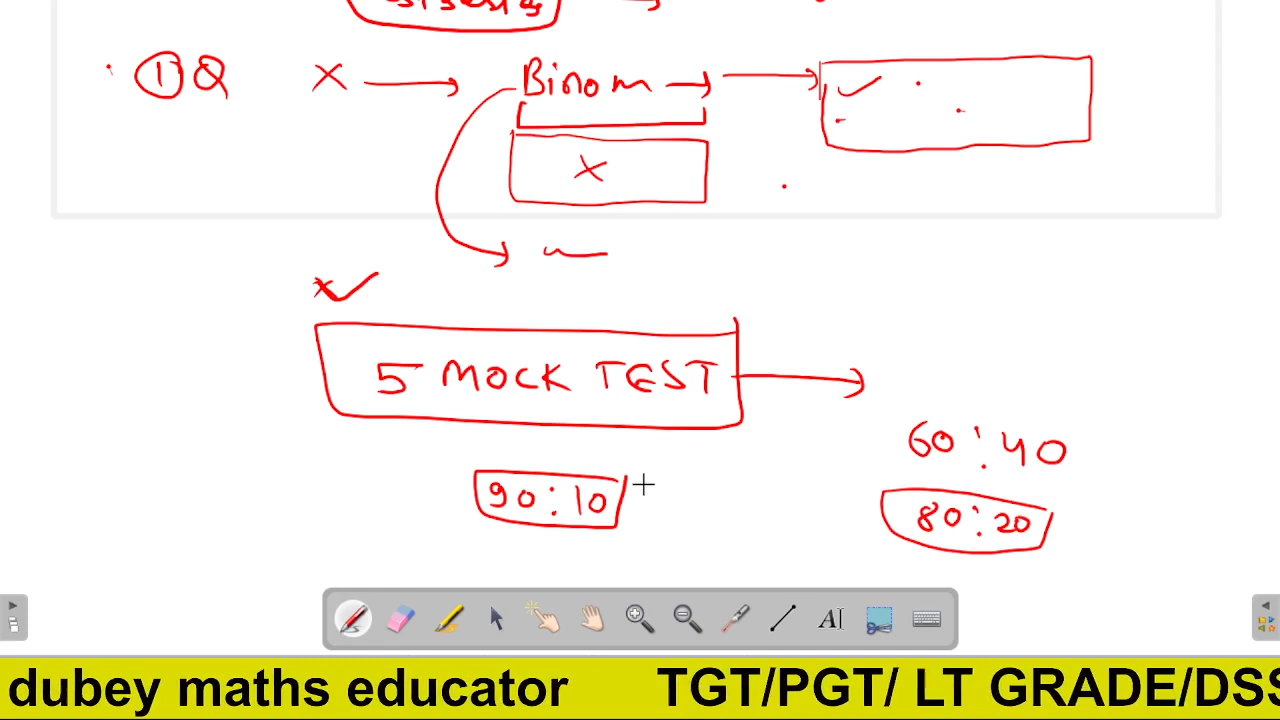 ① Q X → Binom →
X
5 MOCK TEST →
60 : 40
90 : 10
80 : 20
AI
dubey maths educator TGT/PGT/ LT GRADE/DSS